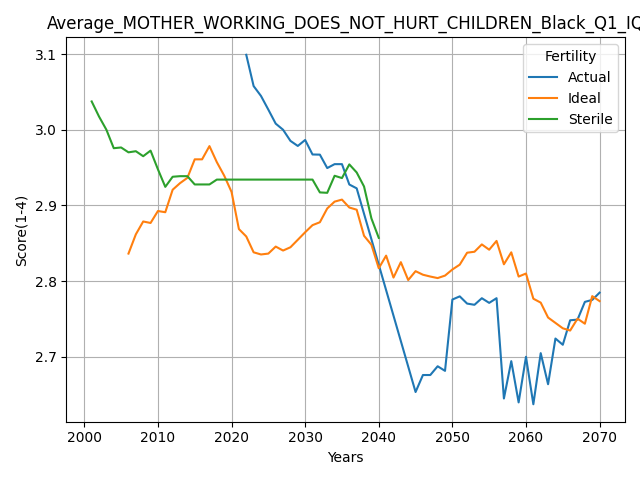 Average_MOTHER_WORKING_DOES_NOT_HURT_CHILDREN_Black_Q1_IQ
Fertility
Actual
Ideal
Sterile
Score(1-4)
3.1
3.0
2.9
2.8
2.7
2000 2010 2020 2030 2040 2050 2060 2070
Years